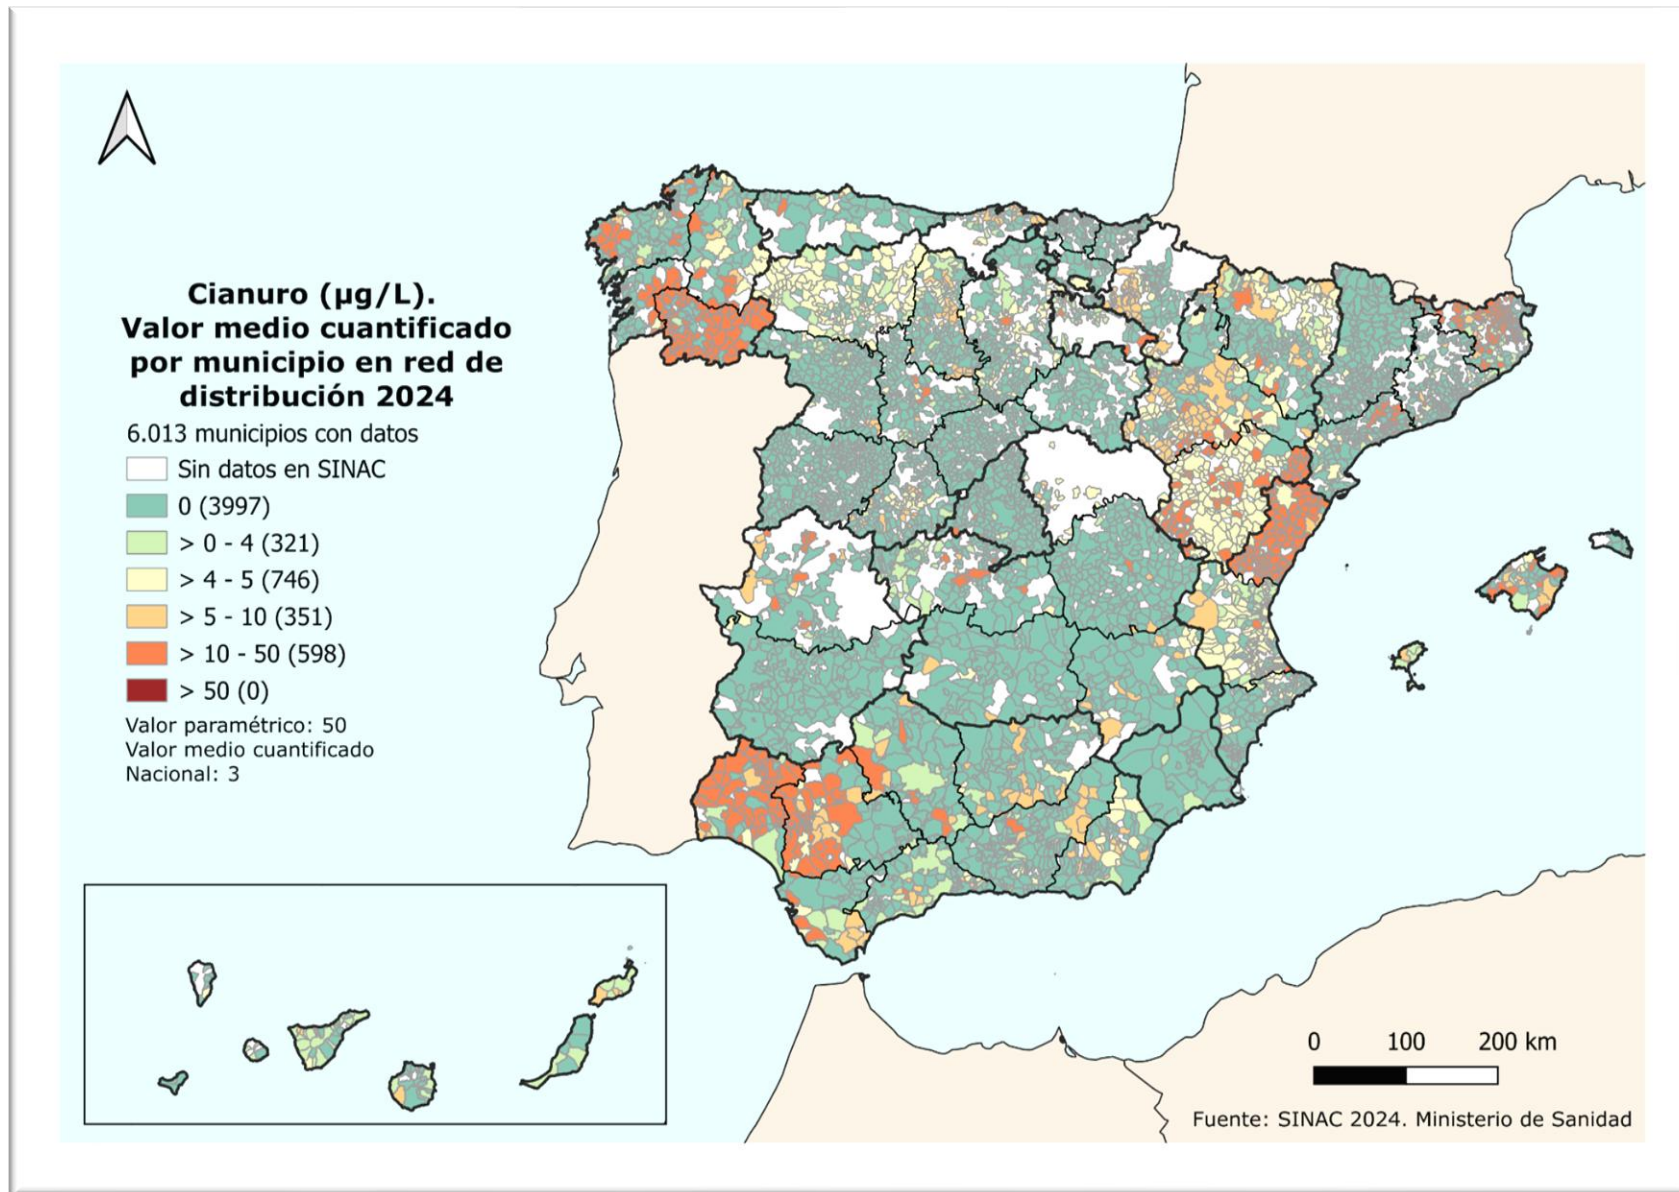 Cianuro (µg/L).
Valor medio cuantificado
por municipio en red de
distribución 2024
6.013 municipios con datos
Sin datos en SINAC
0 (3997)
> 0 - 4 (321)
> 4 - 5 (746)
> 5 - 10 (351)
> 10 - 50 (598)
> 50 (0)
Valor paramétrico: 50
Valor medio cuantificado
Nacional: 3
0 100 200 km
Fuente: SINAC 2024. Ministerio de Sanidad